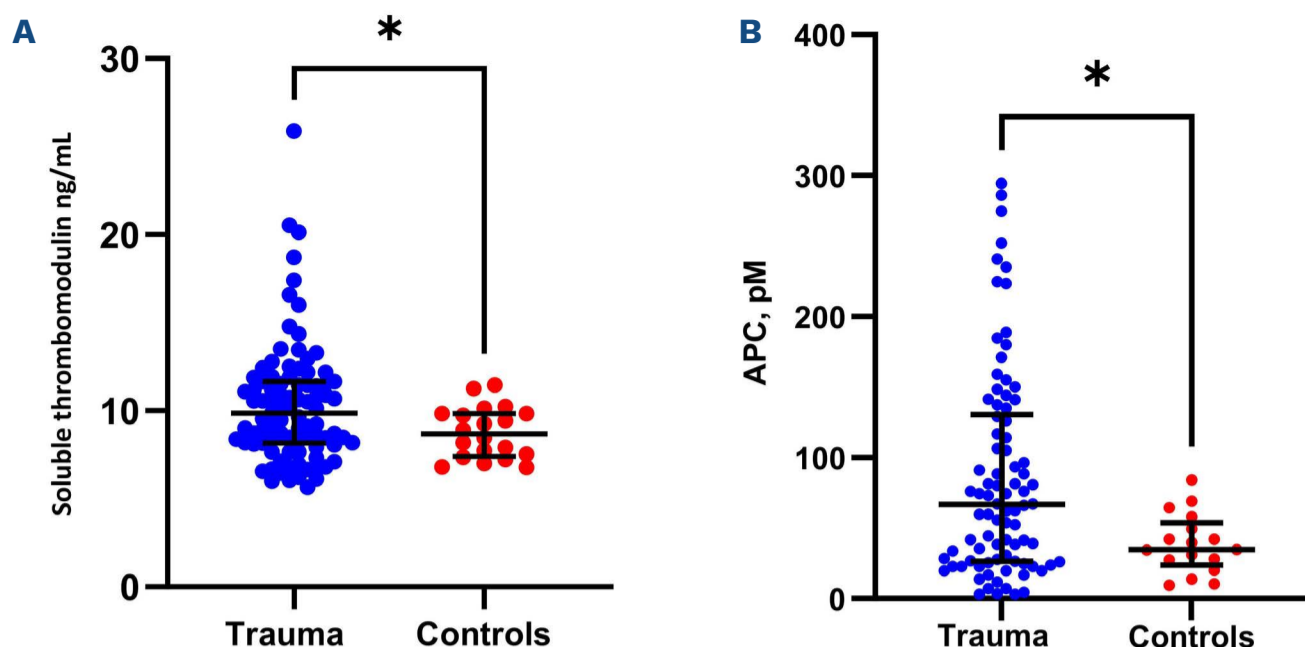 A
*
30
20
10
0
Soluble thrombomodulin ng/mL
Trauma
Controls
B
*
400
300
200
100
0
APC, pM
Trauma
Controls